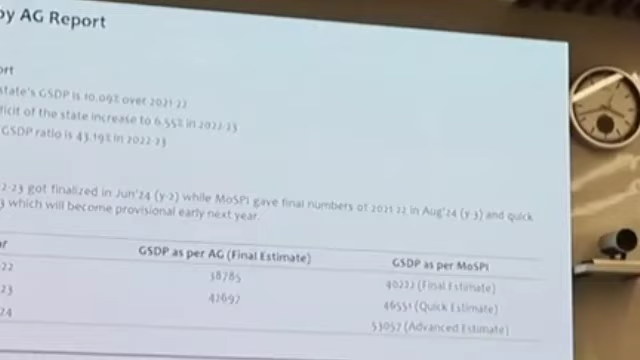 by AG Report
ort
state's GSDP is 10.09% over 2021-22
ficit of the state increase to 6.55% in 2022-23
GSDP ratio is 43.19% in 2022-23
2-23 got finalized in Jun'24 (y-2) while MoSPI gave final numbers of 2021-22 in Aug'24 (y-3) and quick
3 which will become provisional early next year.
ar GSDP as per AG (Final Estimate) GSDP as per MoSPI
22 38785 40222 (Final Estimate)
23 42697 46551 (Quick Estimate)
24 53057 (Advanced Estimate)